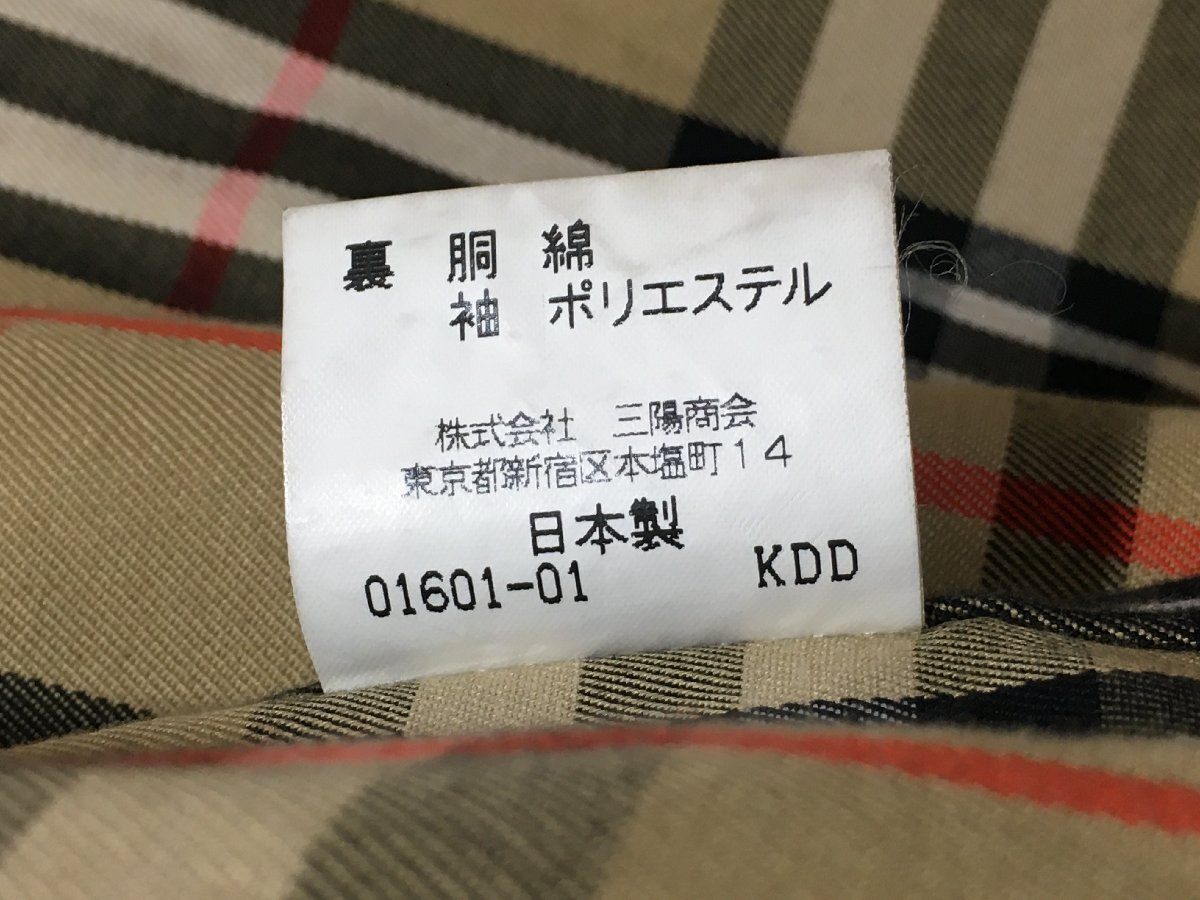 裏 胴 綿
袖 ポリエステル
株式会社 三陽商会
東京都新宿区本塩町14
日本製
01601-01 KDD